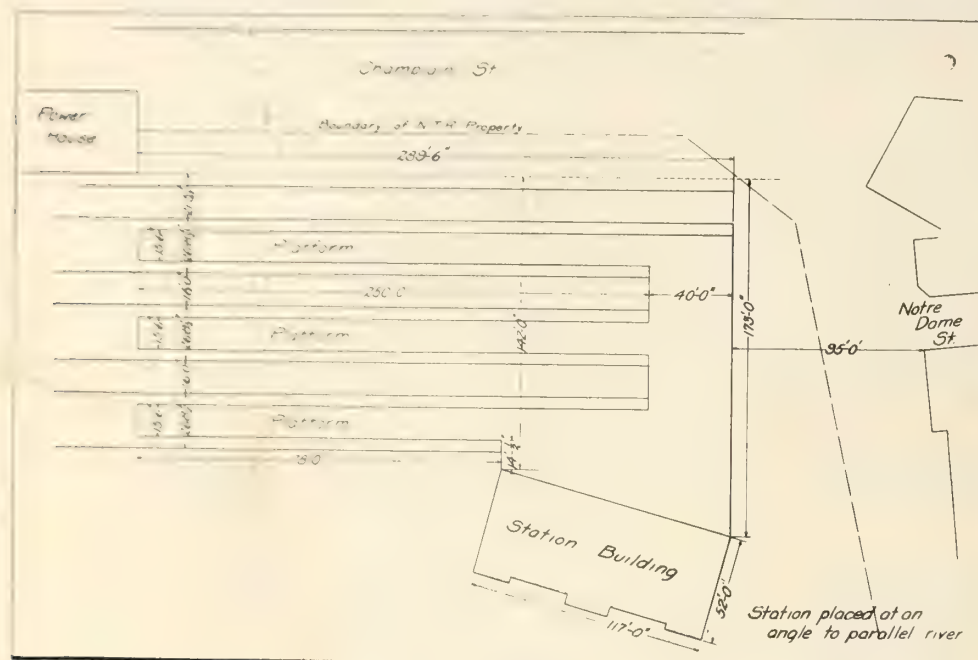 Champlain St
Power
House
Boundary of N.T.R. Property
289'-6"
Platform
250'-0
40'-0"
175'-0"
Notre
Dame
St.
Platform
142'-0"
95'-0'
Platform
Station Building
52'-0"
117'-0"
Station placed at an
angle to parallel river